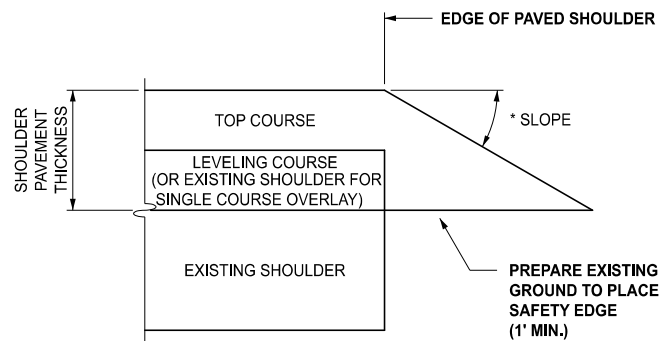 EDGE OF PAVED SHOULDER
SHOULDER
PAVEMENT
THICKNESS
TOP COURSE
* SLOPE
LEVELING COURSE
(OR EXISTING SHOULDER FOR
SINGLE COURSE OVERLAY)
EXISTING SHOULDER
PREPARE EXISTING
GROUND TO PLACE
SAFETY EDGE
(1' MIN.)